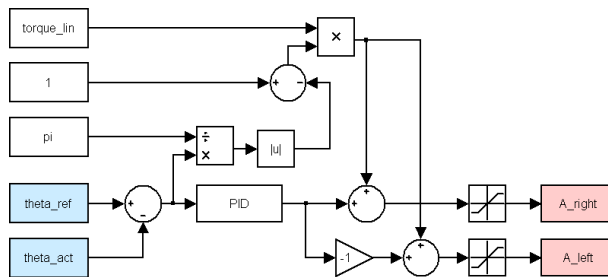 torque_lin
×
1
+
-
pi
÷
×
|u|
theta_ref
+
-
PID
+
+
A_right
theta_act
-1
+
+
A_left